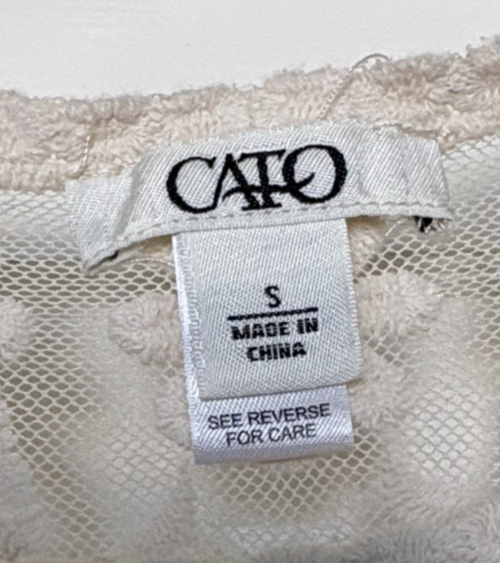 CATO
S
MADE IN
CHINA
SEE REVERSE
FOR CARE